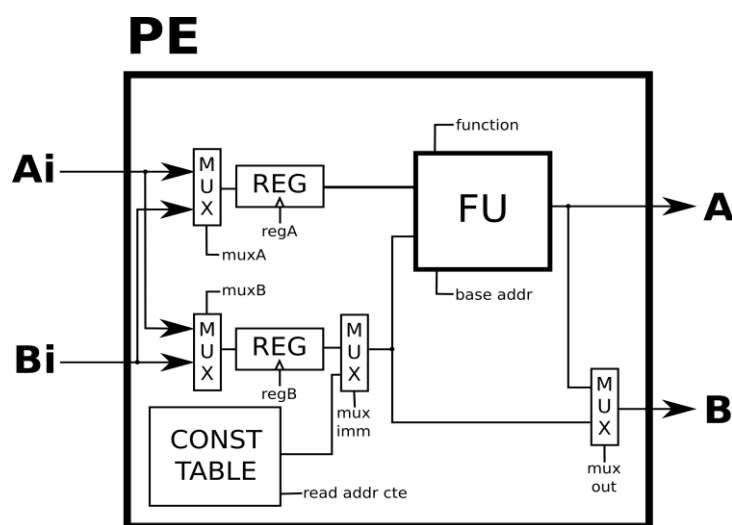 PE
function
Ai
MUX
REG
FU
A
regA
muxA
base addr
muxB
Bi
MUX
REG
MUX
regB
mux
imm
MUX
B
CONST
TABLE
mux
out
read addr cte